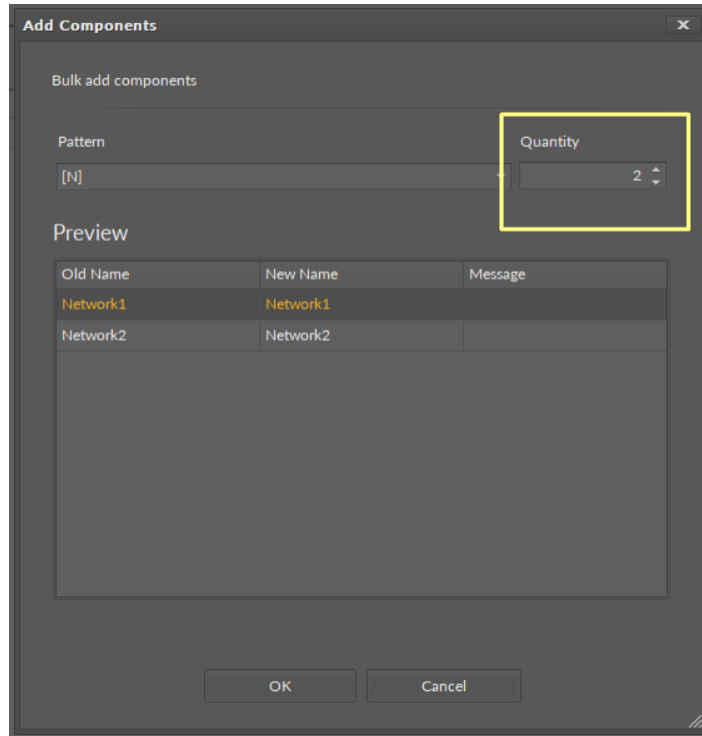 Add Components
Bulk add components
Pattern Quantity
[N] 2
Preview
Old Name New Name Message
Network1 Network1
Network2 Network2
OK Cancel